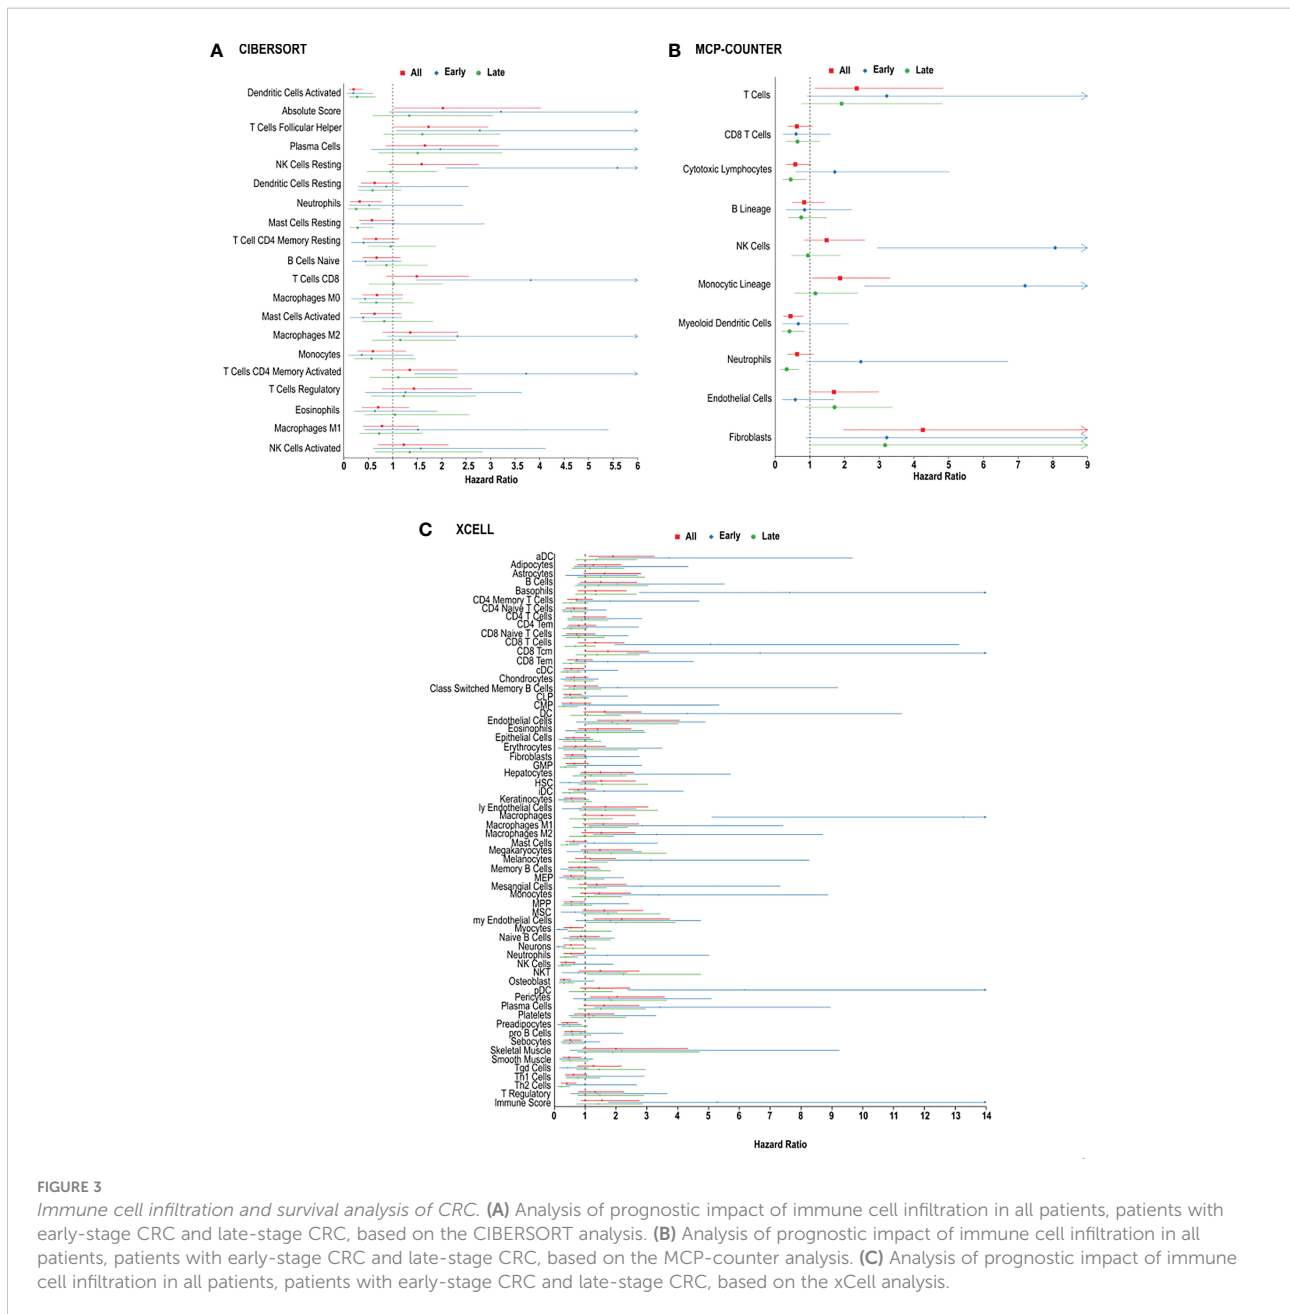 A CIBERSORT
All Early Late
Dendritic Cells Activated
Absolute Score
T Cells Follicular Helper
Plasma Cells
NK Cells Resting
Dendritic Cells Resting
Neutrophils
Mast Cells Resting
T Cell CD4 Memory Resting
B Cells Naive
T Cells CD8
Macrophages M0
Mast Cells Activated
Macrophages M2
Monocytes
T Cells CD4 Memory Activated
T Cells Regulatory
Eosinophils
Macrophages M1
NK Cells Activated
0 0.5 1 1.5 2 2.5 3 3.5 4 4.5 5 5.5 6
Hazard Ratio
B MCP-COUNTER
All Early Late
T Cells
CD8 T Cells
Cytotoxic Lymphocytes
B Lineage
NK Cells
Monocytic Lineage
Myeoloid Dendritic Cells
Neutrophils
Endothelial Cells
Fibroblasts
0 1 2 3 4 5 6 7 8 9
Hazard Ratio
C XCELL
All Early Late
aDC
Adipocytes
Astrocytes
B Cells
Basophils
CD4 Memory T Cells
CD4 Naive T Cells
CD4 T Cells
CD4 Tem
CD8 Naive T Cells
CD8 T Cells
CD8 Tcm
CD8 Tem
cDC
Chondrocytes
Class Switched Memory B Cells
CLP
CMP
DC
Endothelial Cells
Eosinophils
Epithelial Cells
Erythrocytes
Fibroblasts
GMP
Hepatocytes
HSC
iDC
Keratinocytes
ly Endothelial Cells
Macrophages
Macrophages M1
Macrophages M2
Mast Cells
Megakaryocytes
Melanocytes
Memory B Cells
MEP
Mesangial Cells
Monocytes
MPP
MSC
my Endothelial Cells
Myocytes
Naive B Cells
Neurons
Neutrophils
NK Cells
NKT
Osteoblast
pDC
Pericytes
Plasma Cells
Platelets
Preadipocytes
pro B Cells
Sebocytes
Skeletal Muscle
Smooth Muscle
Tgd Cells
Th1 Cells
Th2 Cells
T Regulatory
Immune Score
0 1 2 3 4 5 6 7 8 9 10 11 12 13 14
Hazard Ratio
FIGURE 3
Immune cell infiltration and survival analysis of CRC. (A) Analysis of prognostic impact of immune cell infiltration in all patients, patients with
early-stage CRC and late-stage CRC, based on the CIBERSORT analysis. (B) Analysis of prognostic impact of immune cell infiltration in all
patients, patients with early-stage CRC and late-stage CRC, based on the MCP-counter analysis. (C) Analysis of prognostic impact of immune
cell infiltration in all patients, patients with early-stage CRC and late-stage CRC, based on the xCell analysis.